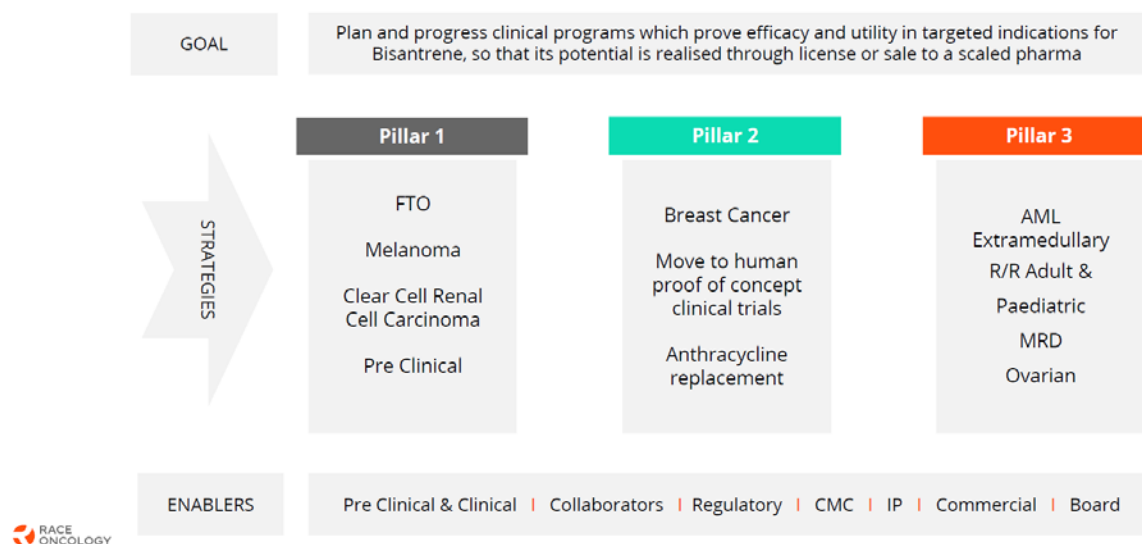 GOAL
Plan and progress clinical programs which prove efficacy and utility in targeted indications for
Bisantrene, so that its potential is realised through license or sale to a scaled pharma
STRATEGIES
Pillar 1
FTO
Melanoma
Clear Cell Renal
Cell Carcinoma
Pre Clinical
Pillar 2
Breast Cancer
Move to human
proof of concept
clinical trials
Anthracycline
replacement
Pillar 3
AML
Extramedullary
R/R Adult &
Paediatric
MRD
Ovarian
ENABLERS
Pre Clinical & Clinical | Collaborators | Regulatory | CMC | IP | Commercial | Board
RACE
ONCOLOGY